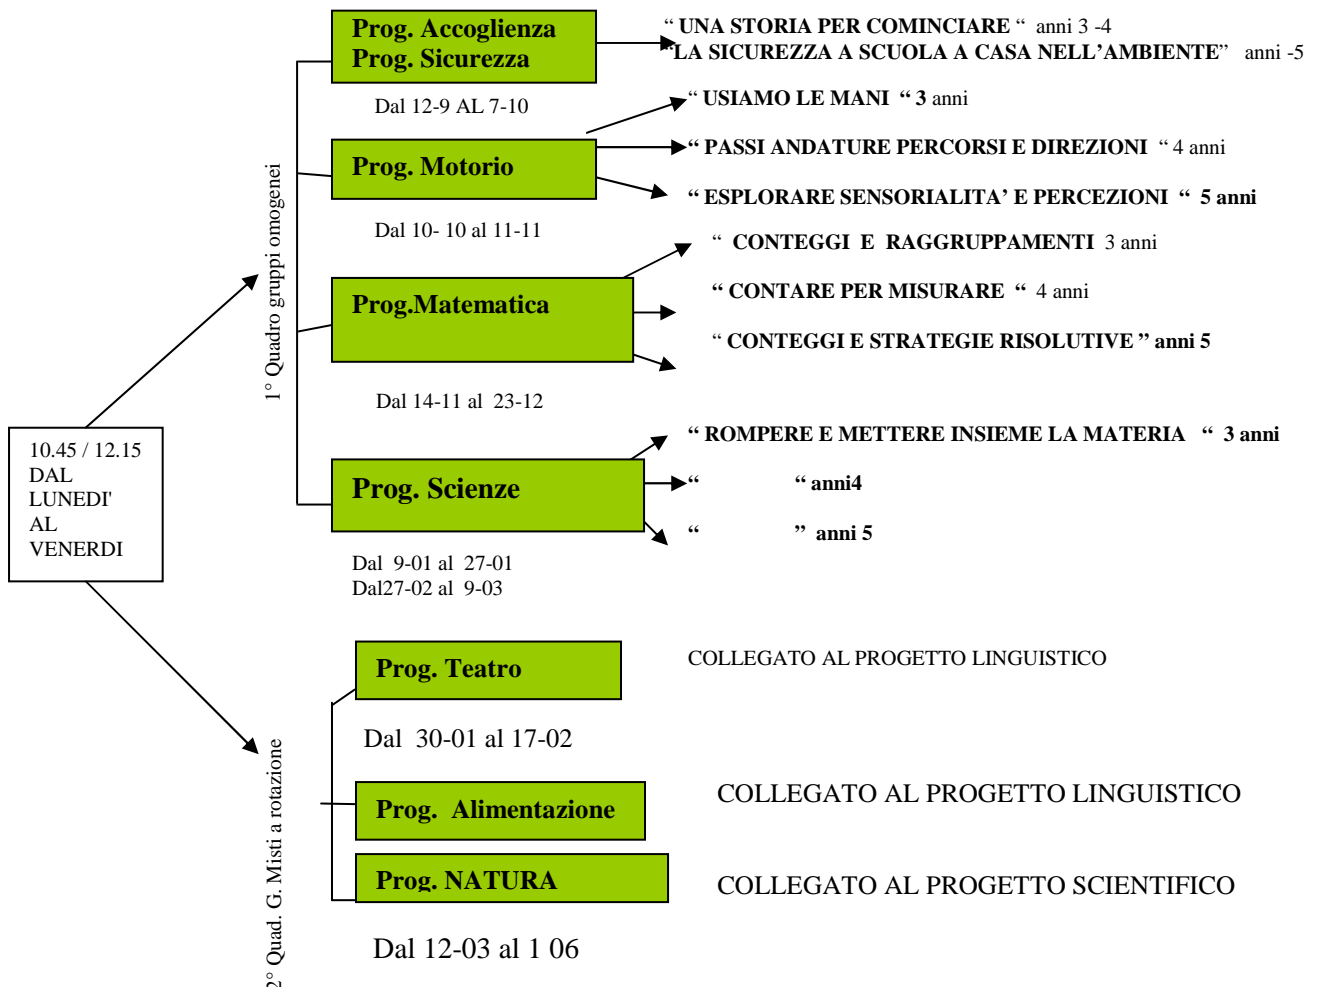 Prog. Accoglienza
Prog. Sicurezza
“ UNA STORIA PER COMINCIARE “ anni 3 -4
“LA SICUREZZA A SCUOLA A CASA NELL’AMBIENTE” anni -5
Dal 12-9 AL 7-10
“ USIAMO LE MANI “ 3 anni
Prog. Motorio
“ PASSI ANDATURE PERCORSI E DIREZIONI “ 4 anni
“ ESPLORARE SENSORIALITA’ E PERCEZIONI “ 5 anni
Dal 10- 10 al 11-11
1° Quadro gruppi omogenei
“ CONTEGGI E RAGGRUPPAMENTI 3 anni
Prog.Matematica
“ CONTARE PER MISURARE “ 4 anni
“ CONTEGGI E STRATEGIE RISOLUTIVE ” anni 5
Dal 14-11 al 23-12
10.45 / 12.15
DAL
LUNEDI'
AL
VENERDI
“ ROMPERE E METTERE INSIEME LA MATERIA “ 3 anni
Prog. Scienze
“ “ anni4
“ ” anni 5
Dal 9-01 al 27-01
Dal27-02 al 9-03
Prog. Teatro
COLLEGATO AL PROGETTO LINGUISTICO
Dal 30-01 al 17-02
2° Quad. G. Misti a rotazione
Prog. Alimentazione
COLLEGATO AL PROGETTO LINGUISTICO
Prog. NATURA
COLLEGATO AL PROGETTO SCIENTIFICO
Dal 12-03 al 1 06